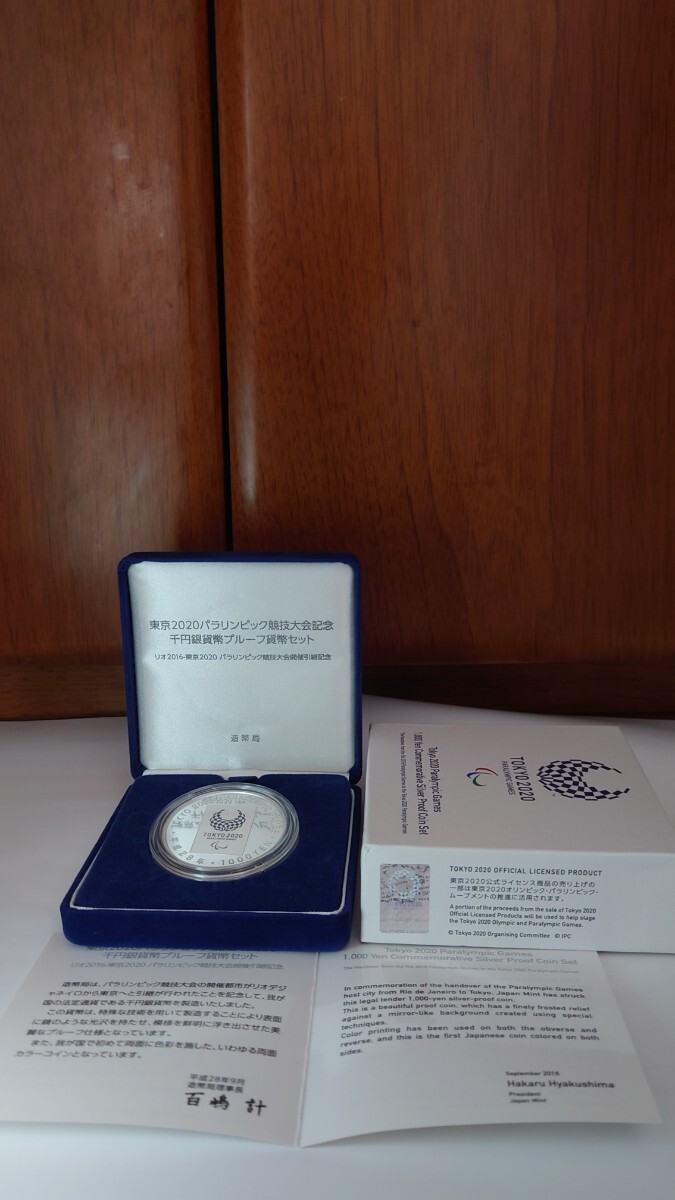 東京2020パラリンピック競技大会記念
千円銀貨幣プルーフ貨幣セット
リオ2016-東京2020 パラリンピック競技大会開催引継記念
造幣局
TOKYO 2020
平成28年・1000YEN
Tokyo 2020 Paralympic Games
1,000 Yen Commemorative Silver Proof Coin Set
TOKYO 2020
PARALYMPIC GAMES
TOKYO 2020 OFFICIAL LICENSED PRODUCT
東京2020公式ライセンス商品の売り上げの
一部は東京2020オリンピック・パラリンピック・
ムーブメントの推進に活用されます。
A portion of the proceeds from the sale of Tokyo 2020
Official Licensed Products will be used to help stage
the Tokyo 2020 Olympic and Paralympic Games.
© Tokyo 2020 Organising Committee © IPC
千円銀貨幣プルーフ貨幣セット
リオ2016-東京2020 パラリンピック競技大会開催引継記念
造幣局は、パラリンピック競技大会の開催都市がリオデジ
ャネイロから東京へと引継が行われたことを記念して、我が
国の法定通貨である千円銀貨幣を製造いたしました。
この貨幣は、特殊な技術を用いて製造することにより表面
に鏡のような光沢を持たせ、模様を鮮明に浮き出させた美
麗なプルーフ仕様となっています。
また、我が国で初めて両面に色彩を施した、いわゆる両面
カラーコインとなっています。
平成28年9月
造幣局理事長
百嶋 計
Tokyo 2020 Paralympic Games
1,000 Yen Commemorative Silver Proof Coin Set
In commemoration of the handover of the Paralympic Games
host city from Rio de Janeiro to Tokyo, Japan Mint has struck
this legal tender 1,000-yen silver-proof coin.
This is a beautiful proof coin, which has a finely frosted relief
against a mirror-like background created using special
techniques.
Color printing has been used on both the obverse and
reverse, and this is the first Japanese coin colored on both
sides.
September 2016
Hakaru Hyakushima
President
Japan Mint